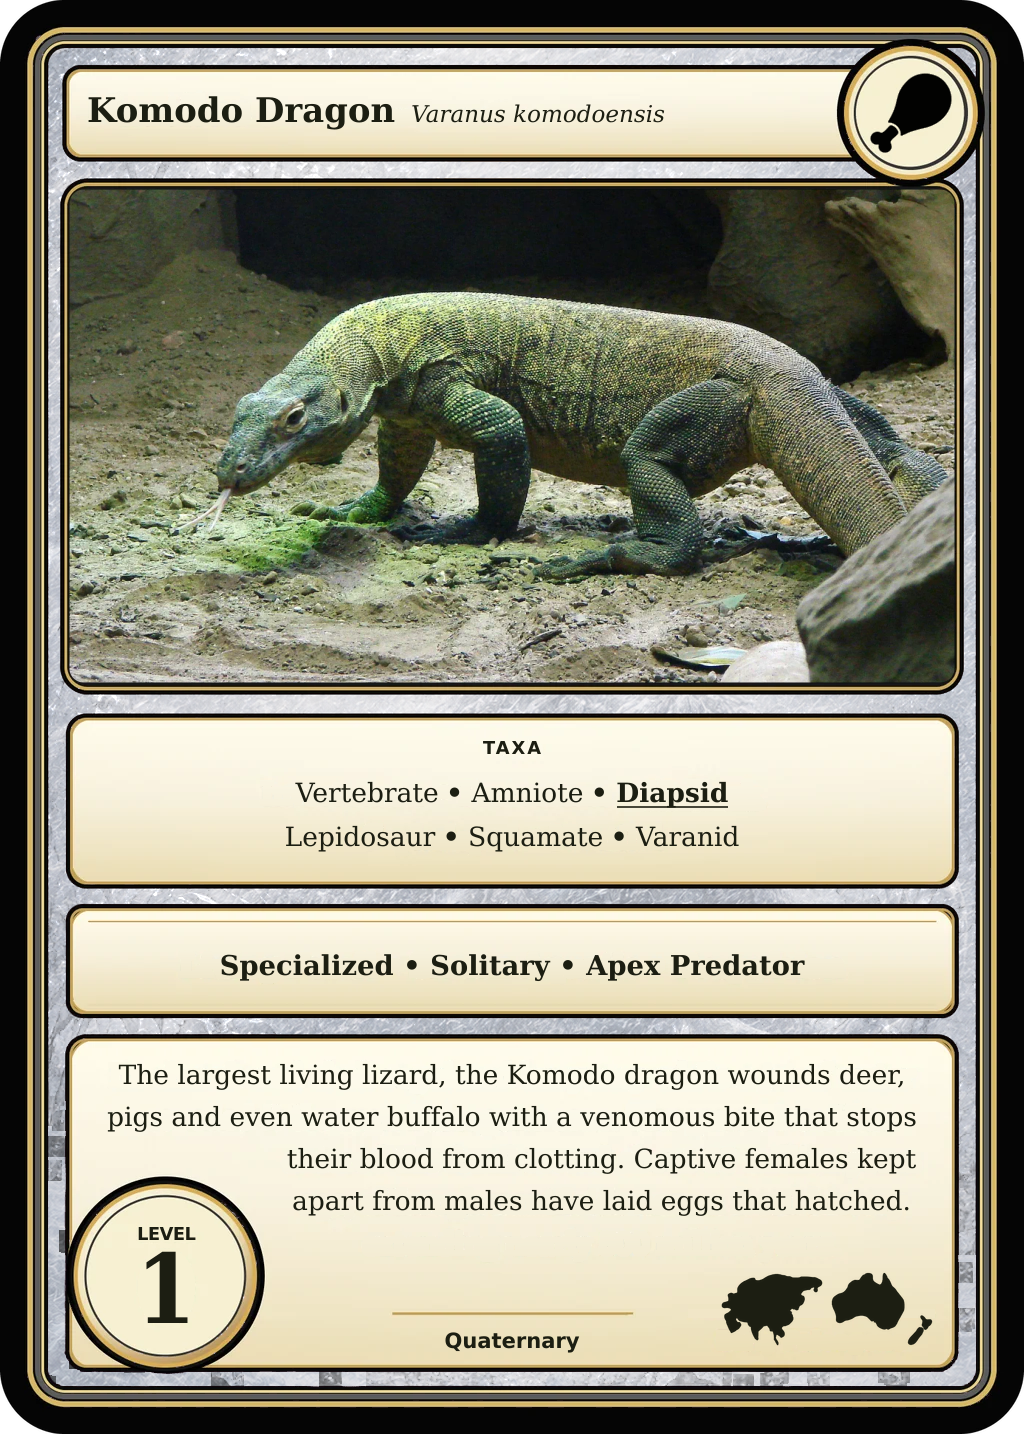 Komodo Dragon Varanus komodoensis
TAXA
Vertebrate • Amniote • Diapsid
Lepidosaur • Squamate • Varanid
Specialized • Solitary • Apex Predator
The largest living lizard, the Komodo dragon wounds deer,
pigs and even water buffalo with a venomous bite that stops
their blood from clotting. Captive females kept
apart from males have laid eggs that hatched.
LEVEL
1
Quaternary